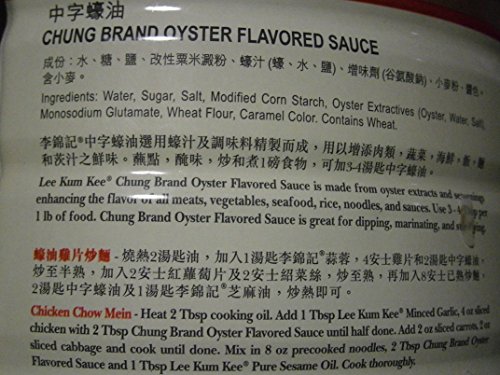 中字蠔油
CHUNG BRAND OYSTER FLAVORED SAUCE
成份：水、糖、鹽、改性粟米澱粉、蠔汁(蠔、水、鹽)、增味劑(谷氨酸鈉)、小麥粉、醬色。
含小麥。
Ingredients: Water, Sugar, Salt, Modified Corn Starch, Oyster Extractives (Oyster, Water, Salt),
Monosodium Glutamate, Wheat Flour, Caramel Color. Contains Wheat.
李錦記®中字蠔油選用蠔汁及調味料精製而成，用以增添肉類，蔬菜，海鮮，飯，麵
和茨汁之鮮味。蘸點，醃味，炒和煮1磅食物，可加3-4湯匙中字蠔油。
Lee Kum Kee® Chung Brand Oyster Flavored Sauce is made from oyster extracts and seasonings
enhancing the flavor of all meats, vegetables, seafood, rice, noodles, and sauces. Use 3-4 per
1 lb of food. Chung Brand Oyster Flavored Sauce is great for dipping, marinating, and
蠔油雞片炒麵 - 燒熱2湯匙油，加入1湯匙李錦記®蒜蓉，4安士雞片和2湯匙中字蠔油，
炒至半熟，加入2安士紅蘿蔔片及2安士紹菜絲，炒至熟，再加入8安士已熟炒麵，
2湯匙中字蠔油及1湯匙李錦記®芝麻油，炒熱即可。
Chicken Chow Mein - Heat 2 Tbsp cooking oil. Add 1 Tbsp Lee Kum Kee® Minced Garlic, 4 oz sliced
chicken with 2 Tbsp Chung Brand Oyster Flavored Sauce until half done. Add 2 oz sliced carrots, 2 oz
sliced cabbage and cook until done. Mix in 8 oz precooked noodles, 2 Tbsp Chung Brand Oyster
Flavored Sauce and 1 Tbsp Lee Kum Kee® Pure Sesame Oil. Cook thoroughly.